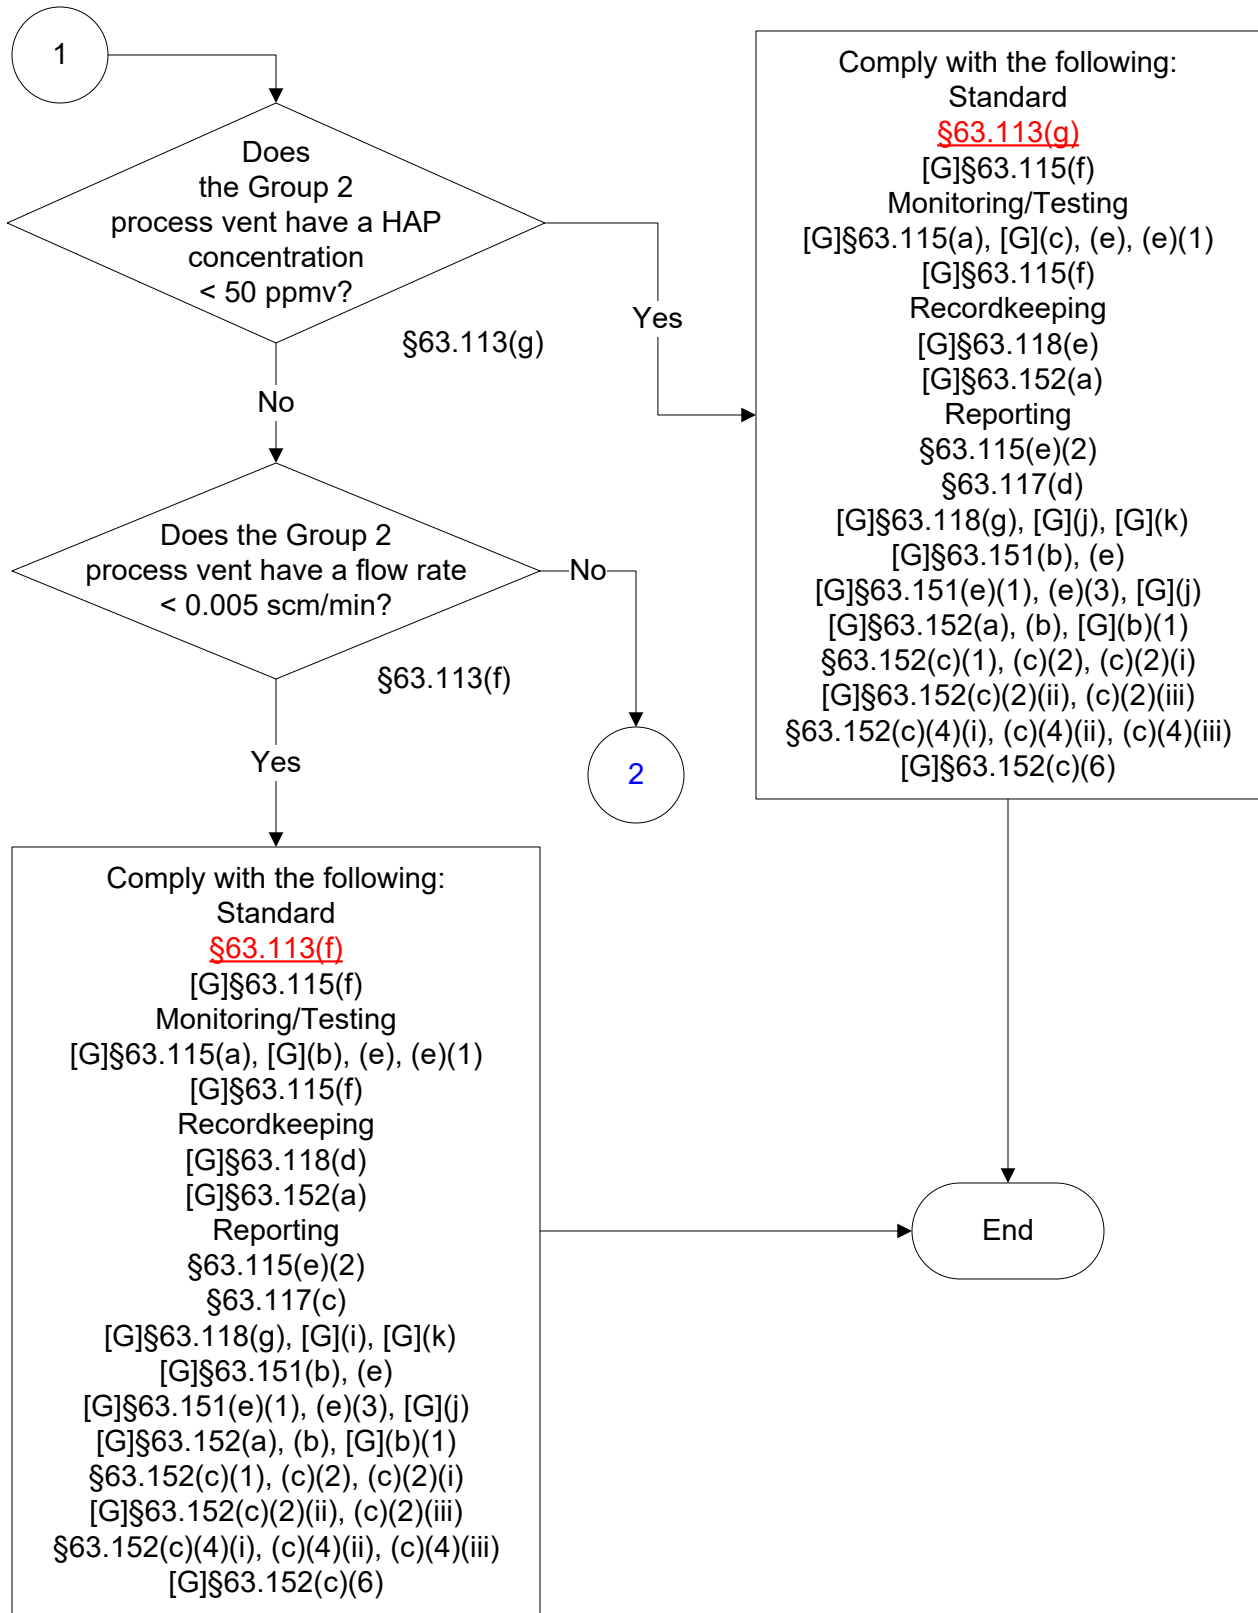 1
Does
the Group 2
process vent have a HAP
concentration
< 50 ppmv?
§63.113(g)
Yes
No
Does the Group 2
process vent have a flow rate
< 0.005 scm/min?
§63.113(f)
No
2
Yes
Comply with the following:
Standard
§63.113(g)
[G]§63.115(f)
Monitoring/Testing
[G]§63.115(a), [G](c), (e), (e)(1)
[G]§63.115(f)
Recordkeeping
[G]§63.118(e)
[G]§63.152(a)
Reporting
§63.115(e)(2)
§63.117(d)
[G]§63.118(g), [G](j), [G](k)
[G]§63.151(b), (e)
[G]§63.151(e)(1), (e)(3), [G](j)
[G]§63.152(a), (b), [G](b)(1)
§63.152(c)(1), (c)(2), (c)(2)(i)
[G]§63.152(c)(2)(ii), (c)(2)(iii)
§63.152(c)(4)(i), (c)(4)(ii), (c)(4)(iii)
[G]§63.152(c)(6)
Comply with the following:
Standard
§63.113(f)
[G]§63.115(f)
Monitoring/Testing
[G]§63.115(a), [G](b), (e), (e)(1)
[G]§63.115(f)
Recordkeeping
[G]§63.118(d)
[G]§63.152(a)
Reporting
§63.115(e)(2)
§63.117(c)
[G]§63.118(g), [G](i), [G](k)
[G]§63.151(b), (e)
[G]§63.151(e)(1), (e)(3), [G](j)
[G]§63.152(a), (b), [G](b)(1)
§63.152(c)(1), (c)(2), (c)(2)(i)
[G]§63.152(c)(2)(ii), (c)(2)(iii)
§63.152(c)(4)(i), (c)(4)(ii), (c)(4)(iii)
[G]§63.152(c)(6)
End